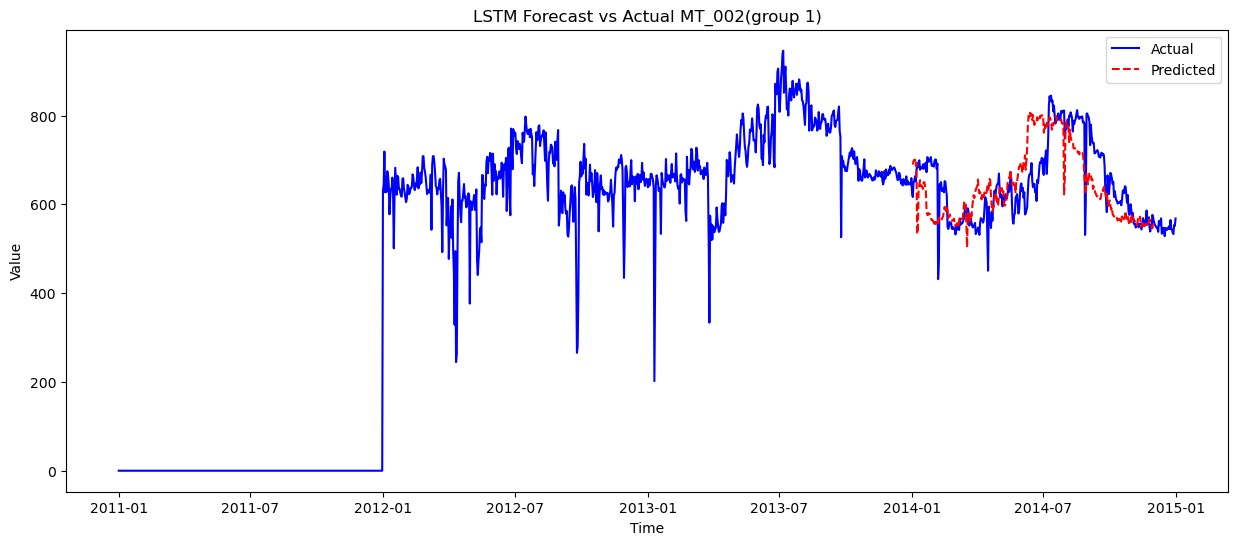 LSTM Forecast vs Actual MT_002(group 1)
Actual
Predicted
Value
800
600
400
200
0
2011-01 2011-07 2012-01 2012-07 2013-01 2013-07 2014-01 2014-07 2015-01
Time